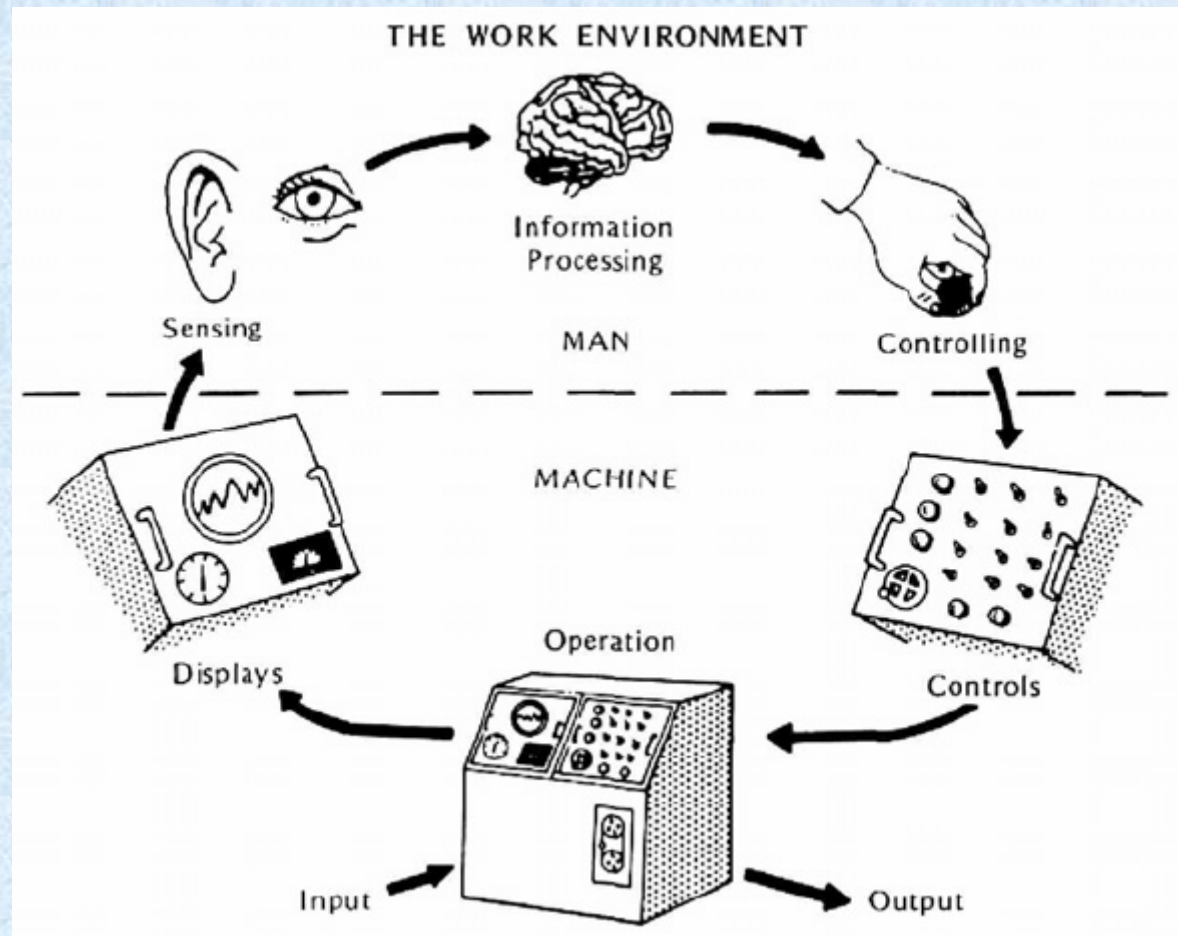 THE WORK ENVIRONMENT
Information
Processing
Sensing
MAN
Controlling
MACHINE
Operation
Displays
Controls
Input
Output